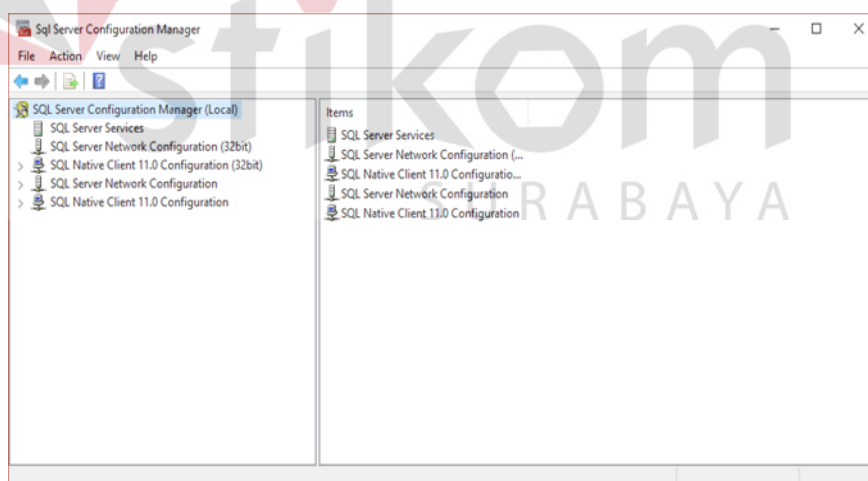 Sql Server Configuration Manager
File Action View Help
SQL Server Configuration Manager (Local)
SQL Server Services
SQL Server Network Configuration (32bit)
SQL Native Client 11.0 Configuration (32bit)
SQL Server Network Configuration
SQL Native Client 11.0 Configuration
Items
SQL Server Services
SQL Server Network Configuration (...
SQL Native Client 11.0 Configuratio...
SQL Server Network Configuration
SQL Native Client 11.0 Configuration
stikom
SURABAYA